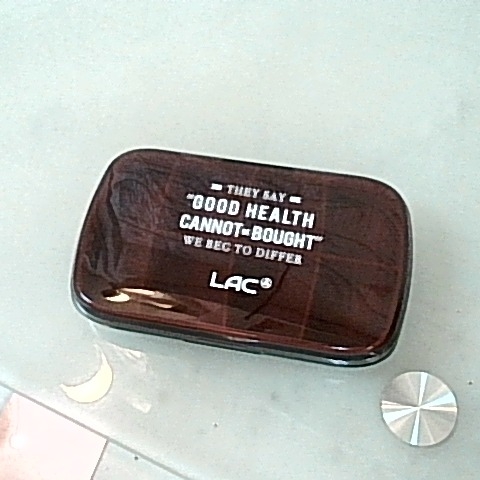 THEY SAY
"GOOD HEALTH
CANNOT BE BOUGHT"
WE BEG TO DIFFER
LAC